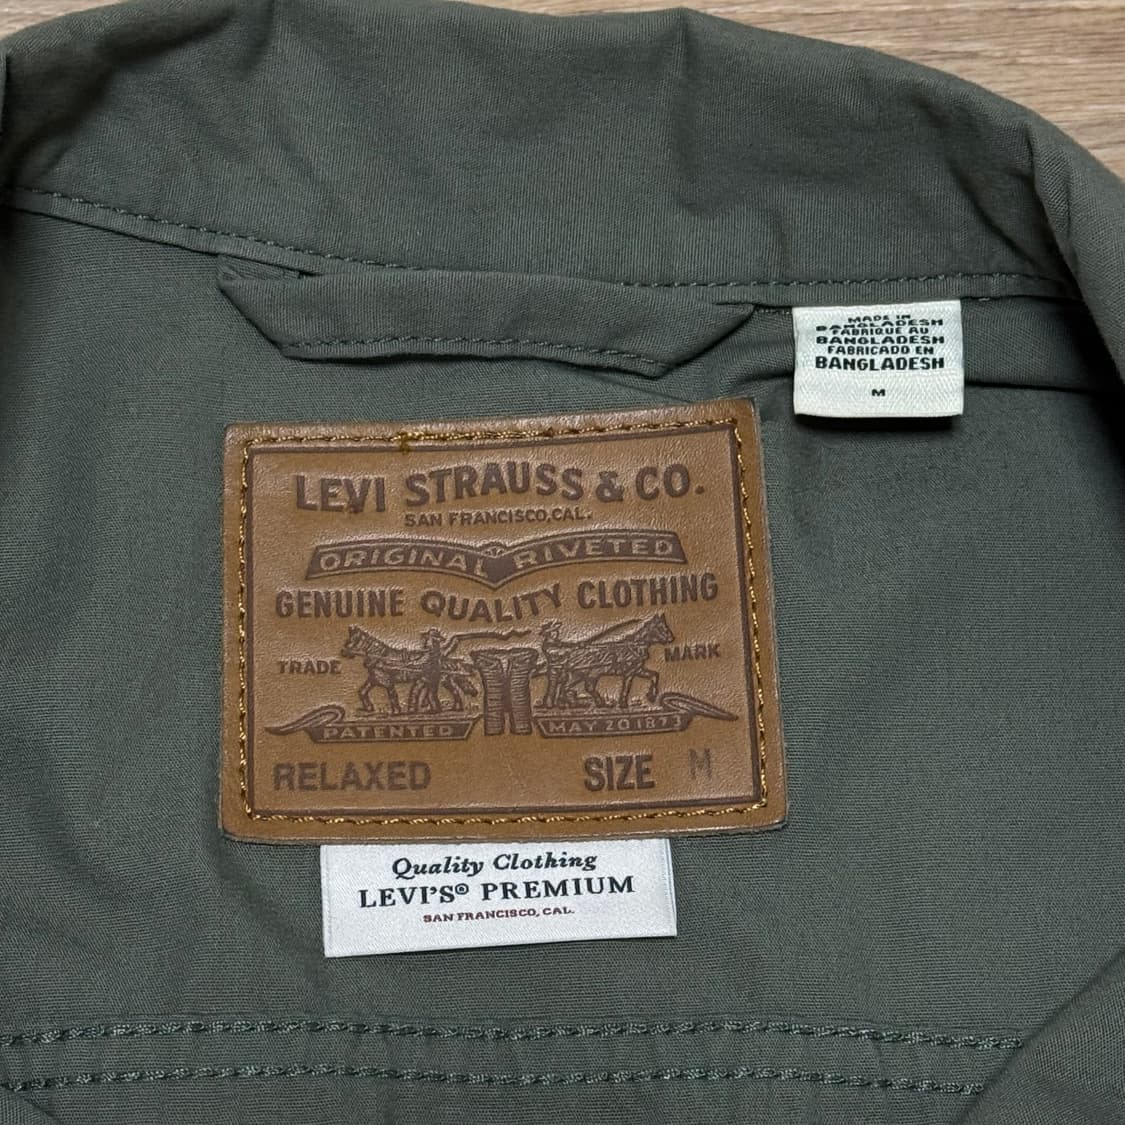 MADE IN
BANGLADESH
FABRIQUE AU
BANGLADESH
FABRICADO EN
BANGLADESH
M
LEVI STRAUSS & CO.
SAN FRANCISCO, CAL.
ORIGINAL RIVETED
GENUINE QUALITY CLOTHING
TRADE MARK
PATENTED MAY 20 1873
RELAXED SIZE M
Quality Clothing
LEVI'S® PREMIUM
SAN FRANCISCO, CAL.